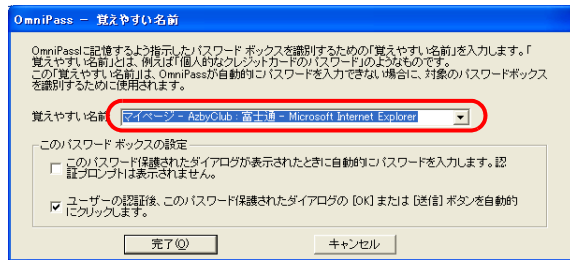 OmniPass － 覚えやすい名前
OmniPassに記憶するよう指示したパスワード ボックスを識別するための「覚えやすい名前」を入力します。「
覚えやすい名前」とは、例えば「個人的なクレジットカードのパスワード」のようなものです。
この「覚えやすい名前」は、OmniPassが自動的にパスワードを入力できない場合に、対象のパスワードボックス
を識別するために使用されます。
覚えやすい名前 マイページ - AzbyClub : 富士通 - Microsoft Internet Explorer
このパスワード ボックスの設定
このパスワード保護されたダイアログが表示されたときに自動的にパスワードを入力します。認
証プロンプトは表示されません。
ユーザーの認証後、このパスワード保護されたダイアログの [OK] または [送信] ボタンを自動的
にクリックします。
完了(O) キャンセル